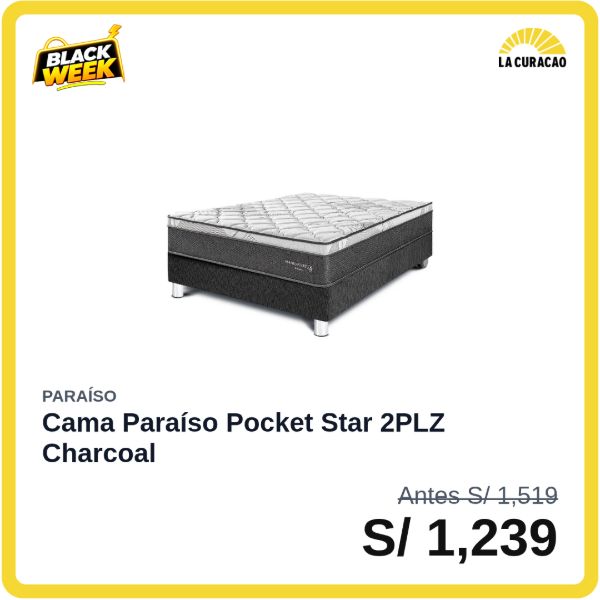 BLACK
WEEK
LA CURACAO
PARAÍSO
Cama Paraíso Pocket Star 2PLZ
Charcoal
Antes S/ 1,519
S/ 1,239